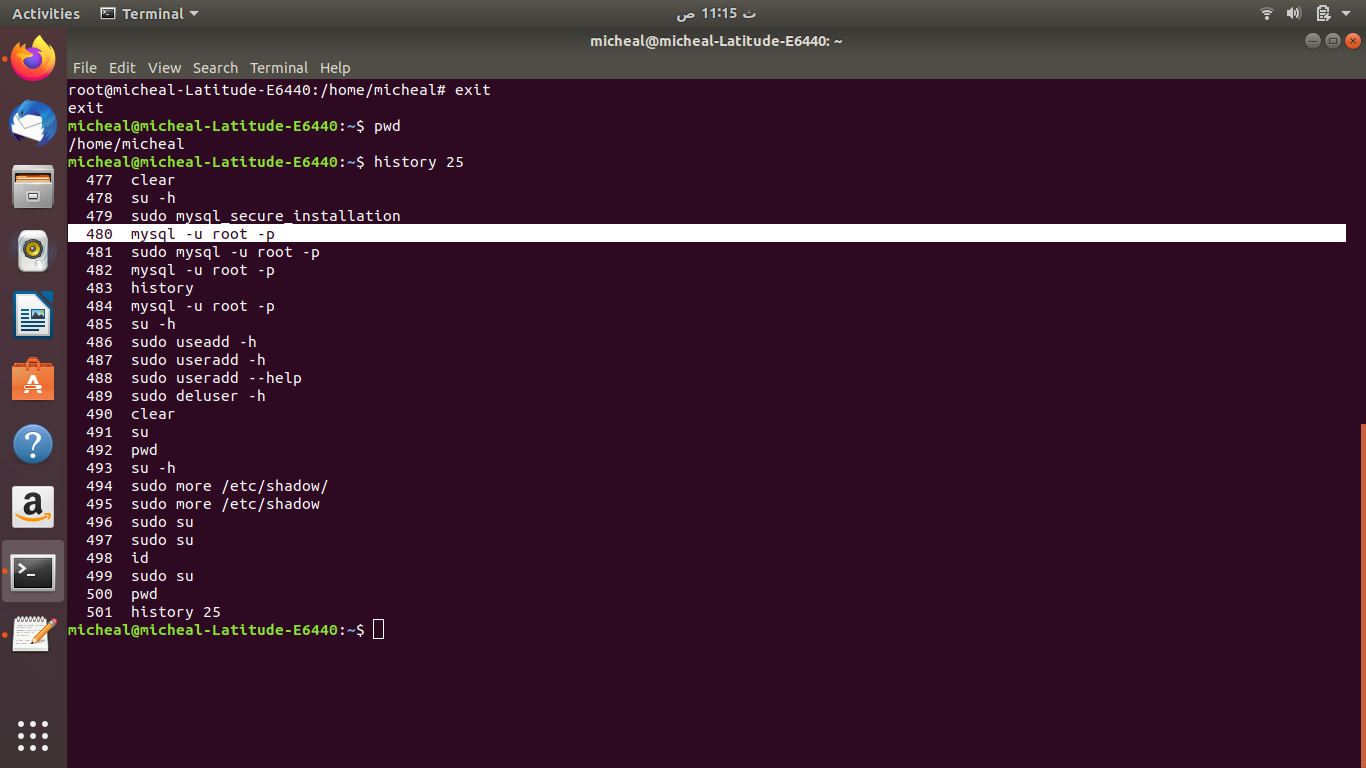 Activities Terminal ث 11:15 ص
micheal@micheal-Latitude-E6440: ~
File Edit View Search Terminal Help
root@micheal-Latitude-E6440:/home/micheal# exit
exit
micheal@micheal-Latitude-E6440:~$ pwd
/home/micheal
micheal@micheal-Latitude-E6440:~$ history 25
477 clear
478 su -h
479 sudo mysql_secure_installation
480 mysql -u root -p
481 sudo mysql -u root -p
482 mysql -u root -p
483 history
484 mysql -u root -p
485 su -h
486 sudo useadd -h
487 sudo useradd -h
488 sudo useradd --help
489 sudo deluser -h
490 clear
491 su
492 pwd
493 su -h
494 sudo more /etc/shadow/
495 sudo more /etc/shadow
496 sudo su
497 sudo su
498 id
499 sudo su
500 pwd
501 history 25
micheal@micheal-Latitude-E6440:~$